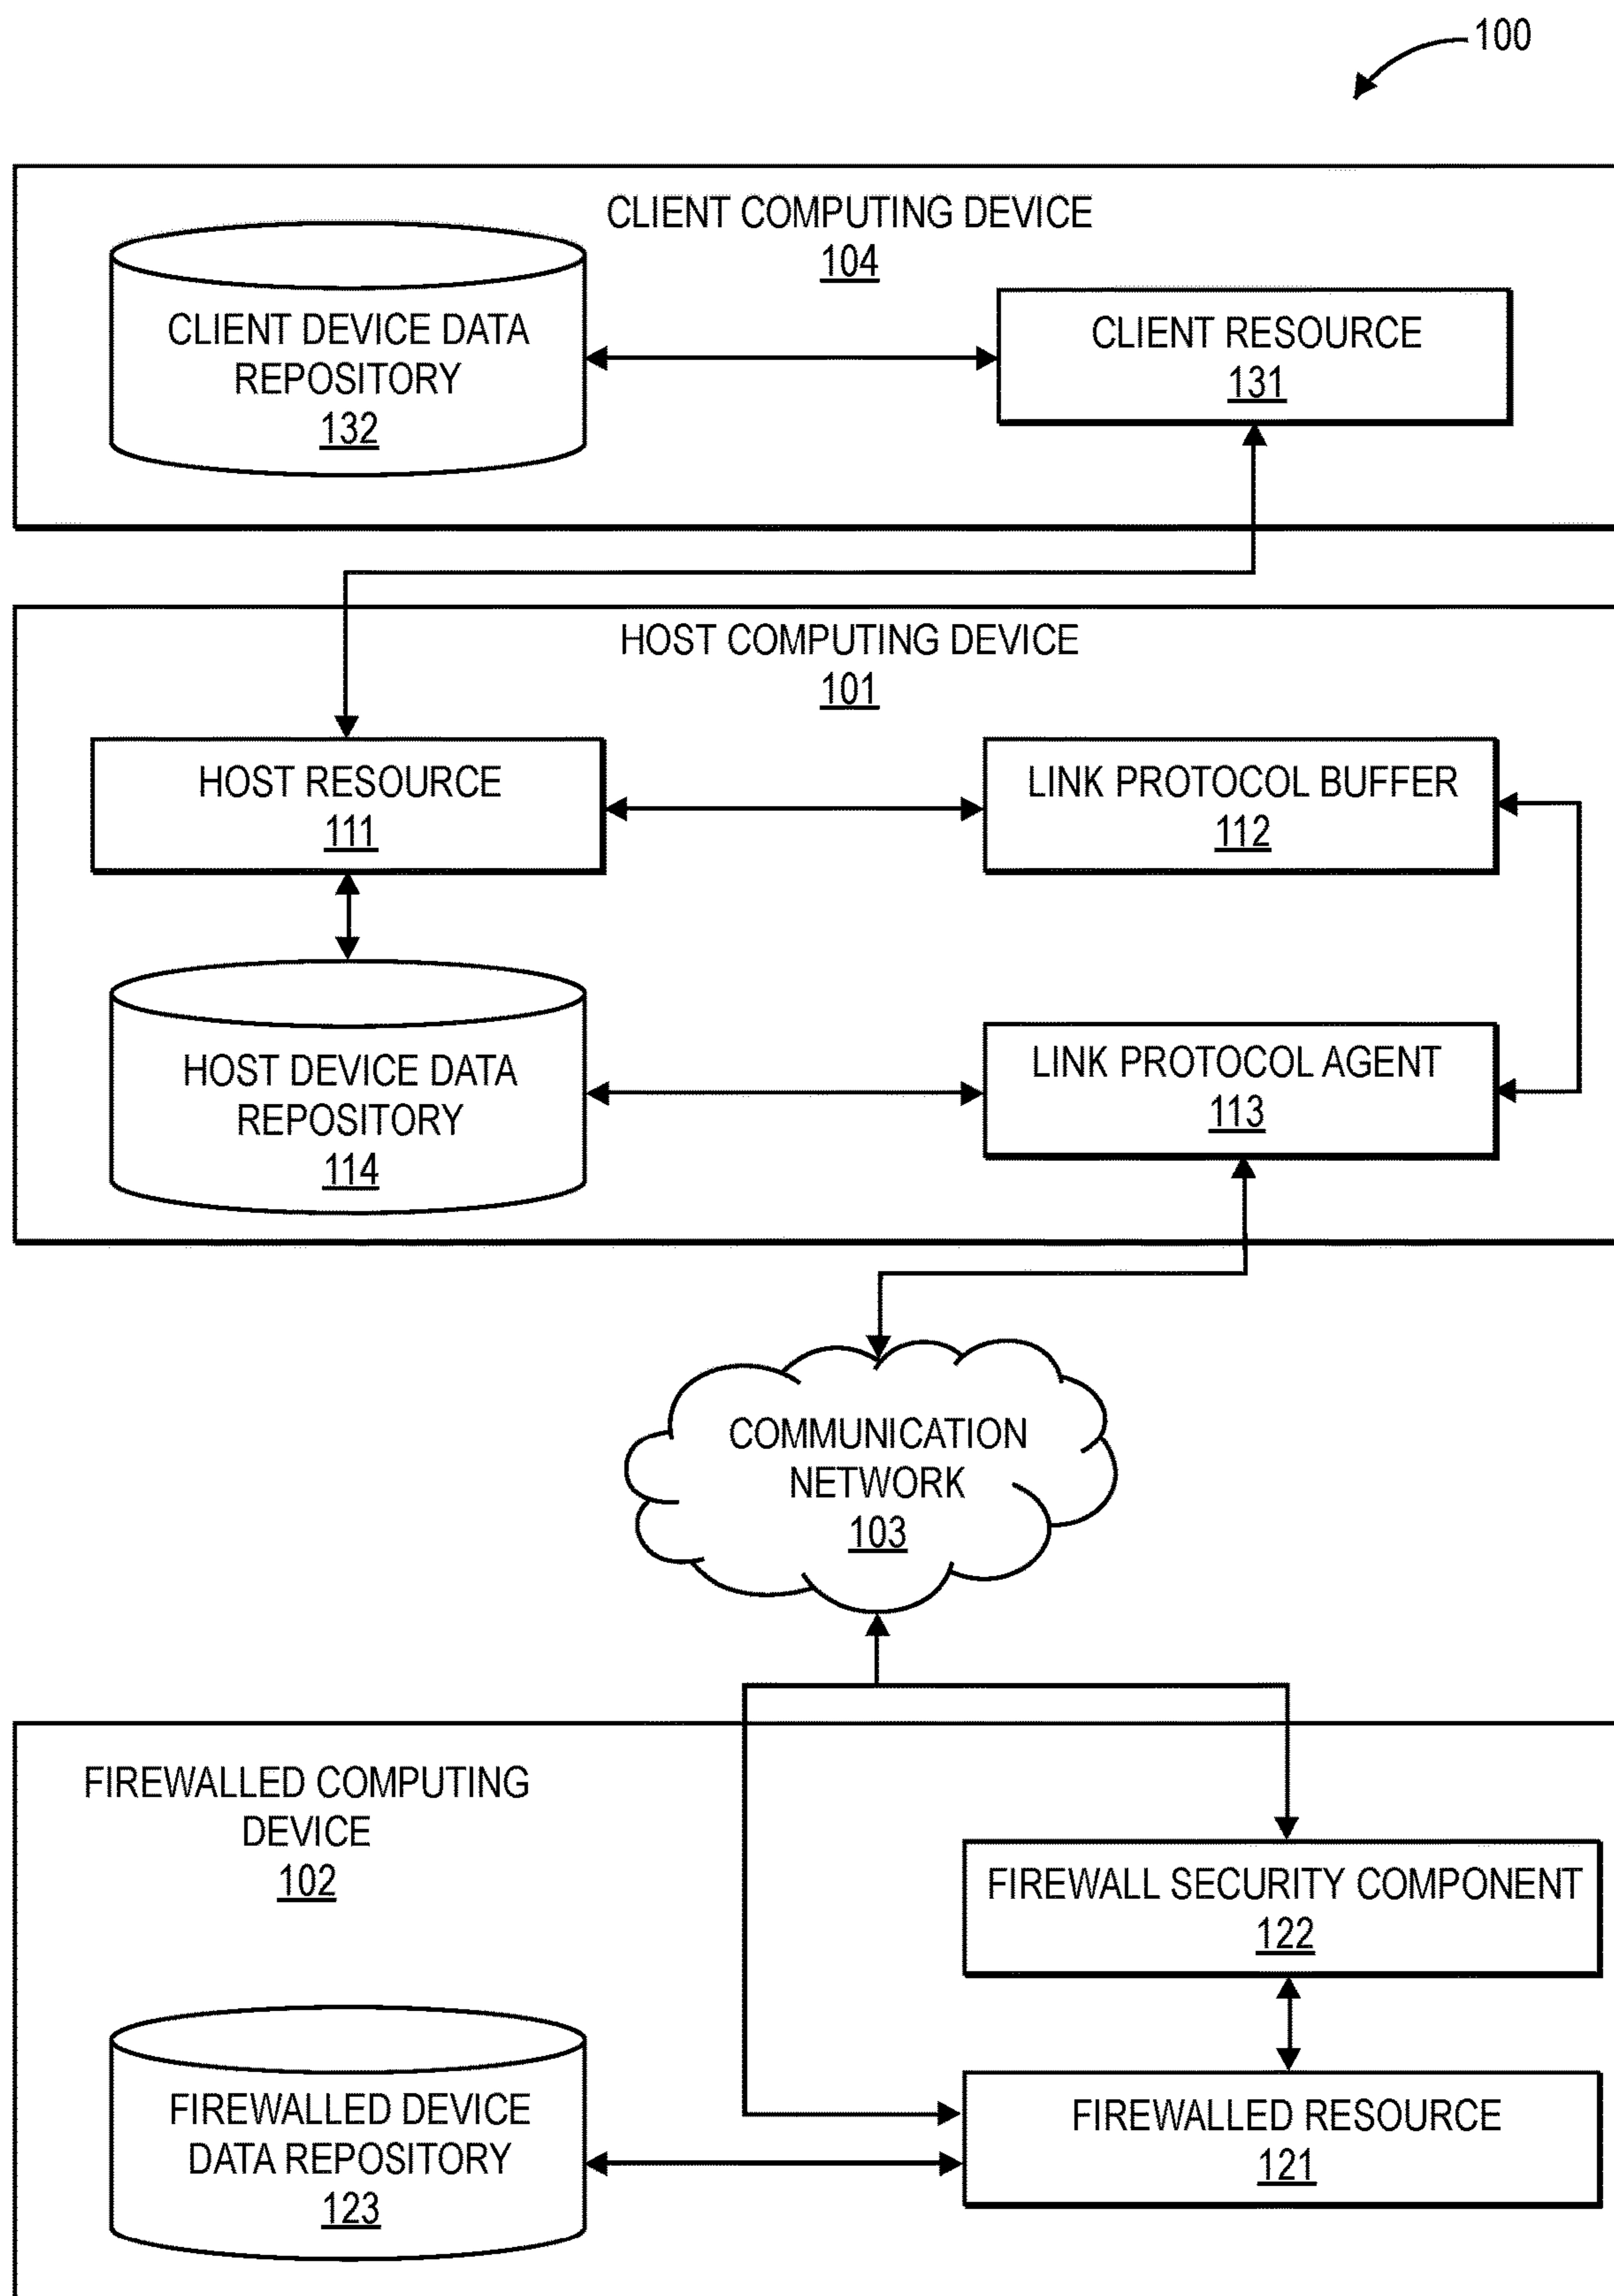 100
CLIENT COMPUTING DEVICE
104
CLIENT DEVICE DATA
REPOSITORY
132
CLIENT RESOURCE
131
HOST COMPUTING DEVICE
101
HOST RESOURCE
111
LINK PROTOCOL BUFFER
112
HOST DEVICE DATA
REPOSITORY
114
LINK PROTOCOL AGENT
113
COMMUNICATION
NETWORK
103
FIREWALLED COMPUTING
DEVICE
102
FIREWALL SECURITY COMPONENT
122
FIREWALLED DEVICE
DATA REPOSITORY
123
FIREWALLED RESOURCE
121